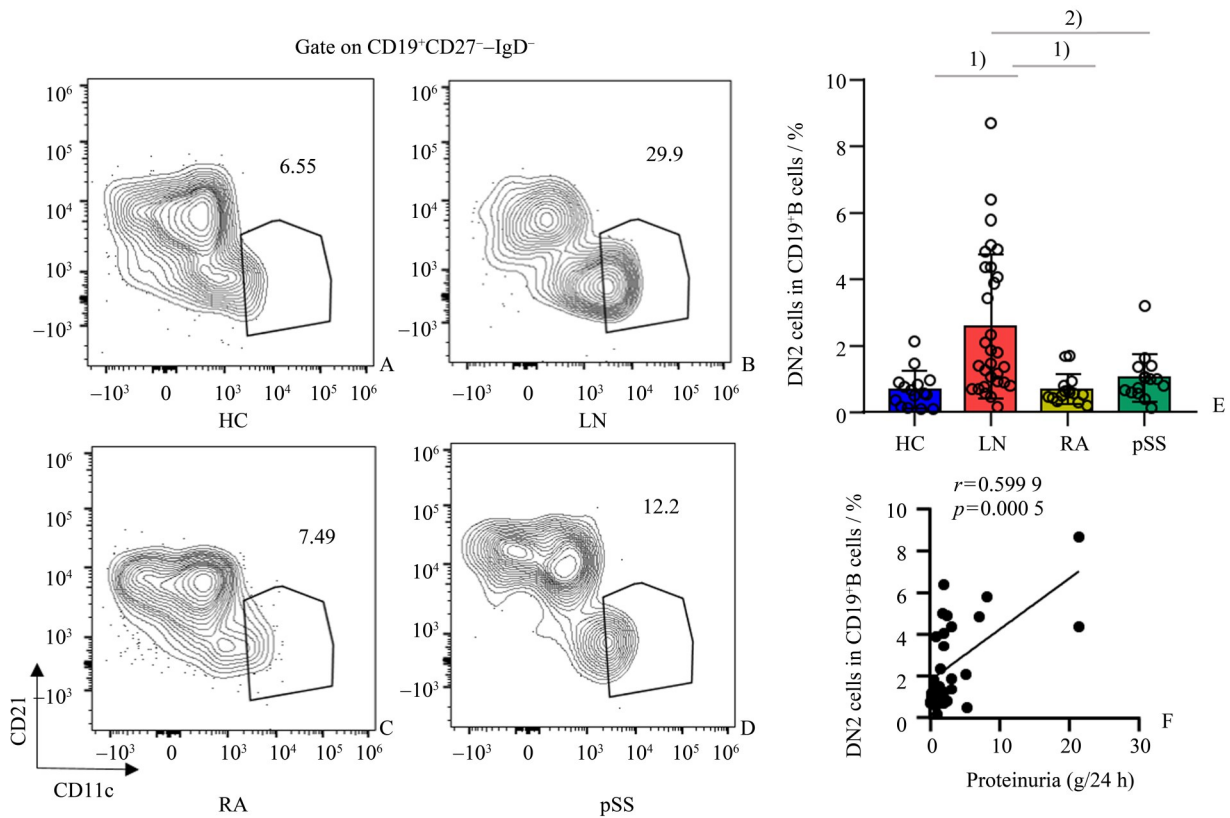 Gate on CD19⁺CD27⁻–IgD⁻
10⁶
10⁵
10⁴
10³
–10³
6.55
–10³ 0 10³ 10⁴ 10⁵ 10⁶
HC
A
10⁶
10⁵
10⁴
10³
–10³
29.9
–10³ 0 10³ 10⁴ 10⁵ 10⁶
LN
B
10⁶
10⁵
10⁴
10³
–10³
7.49
–10³ 0 10³ 10⁴ 10⁵ 10⁶
RA
C
CD21
CD11c
10⁶
10⁵
10⁴
10³
–10³
12.2
–10³ 0 10³ 10⁴ 10⁵ 10⁶
pSS
D
2)
1) 1)
DN2 cells in CD19⁺B cells / %
10
8
6
4
2
0
HC LN RA pSS
E
r=0.599 9
p=0.000 5
DN2 cells in CD19⁺B cells / %
10
8
6
4
2
0
0 10 20 30
Proteinuria (g/24 h)
F